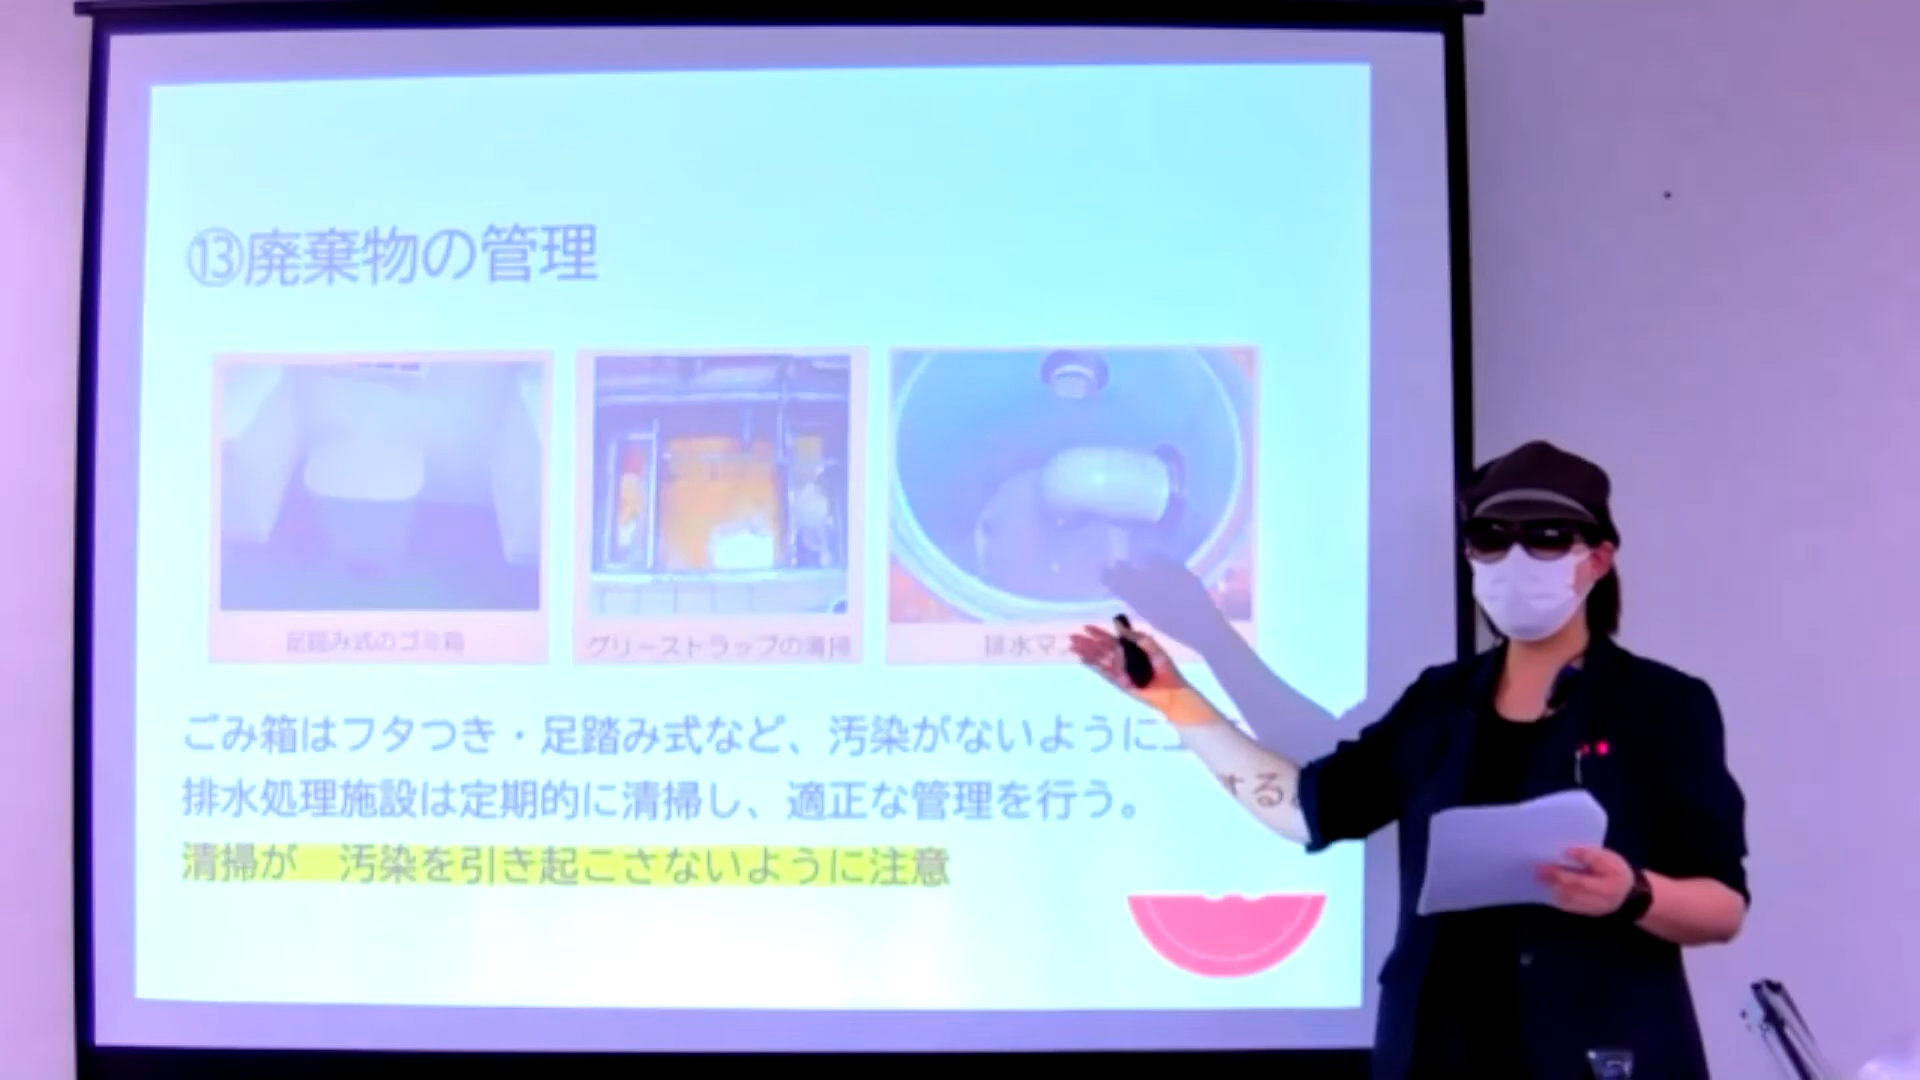 ⑬廃棄物の管理
足踏み式のゴミ箱
グリーストラップの清掃
排水マス
ごみ箱はフタつき・足踏み式など、汚染がないように工
する。
排水処理施設は定期的に清掃し、適正な管理を行う。
清掃が　汚染を引き起こさないように注意